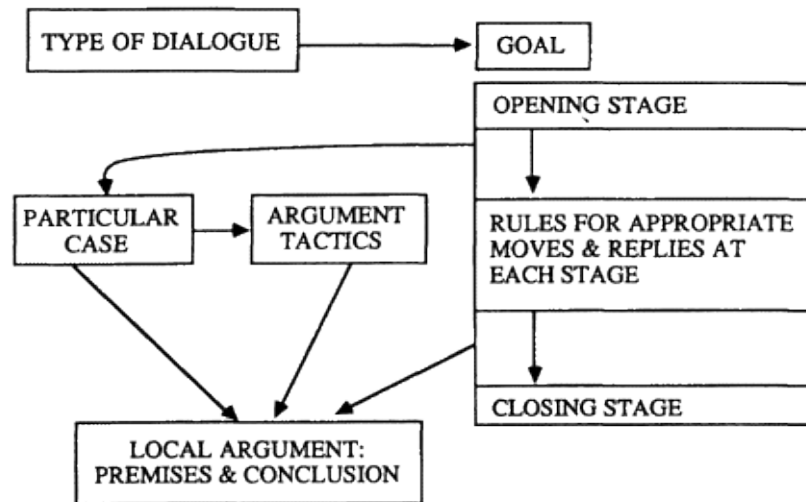 TYPE OF DIALOGUE
GOAL
OPENING STAGE
PARTICULAR
CASE
ARGUMENT
TACTICS
RULES FOR APPROPRIATE
MOVES & REPLIES AT
EACH STAGE
CLOSING STAGE
LOCAL ARGUMENT:
PREMISES & CONCLUSION